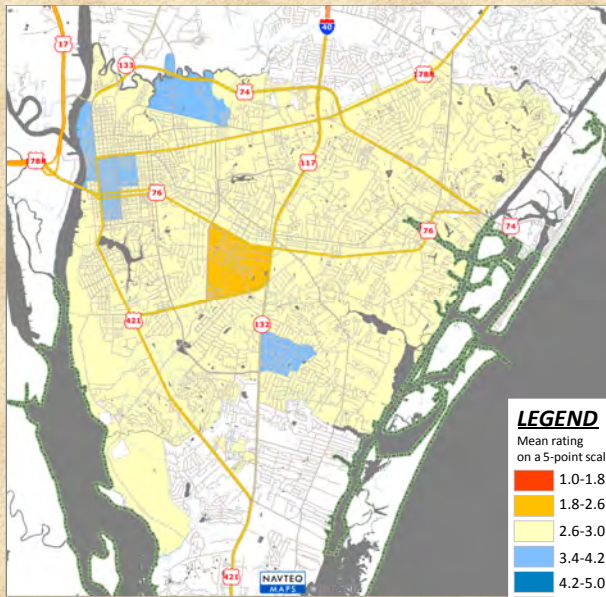 17
133
40
74
17BR
117
17BR
76
76
74
421
132
LEGEND
Mean rating
on a 5-point scal
1.0-1.8
1.8-2.6
2.6-3.0
3.4-4.2
4.2-5.0
421
NAVTEQ
MAPS